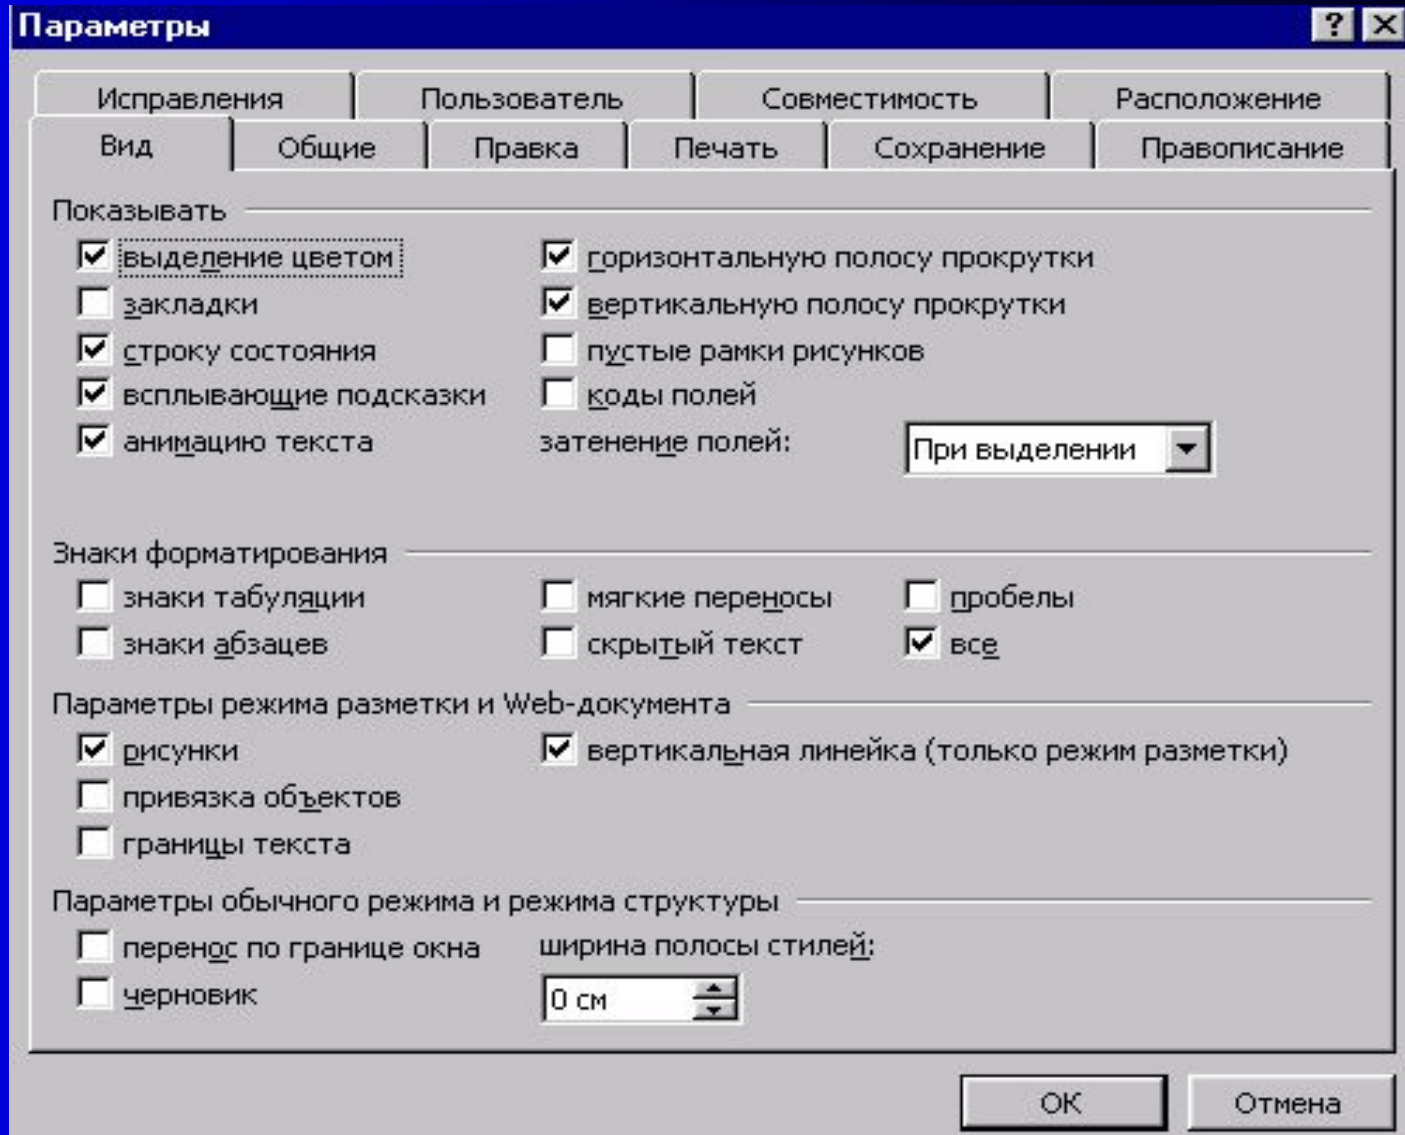 Параметры
Исправления Пользователь Совместимость Расположение
Вид Общие Правка Печать Сохранение Правописание
Показывать
выделение цветом горизонтальную полосу прокрутки
закладки вертикальную полосу прокрутки
строку состояния пустые рамки рисунков
всплывающие подсказки коды полей
анимацию текста затенение полей: При выделении
Знаки форматирования
знаки табуляции мягкие переносы пробелы
знаки абзацев скрытый текст все
Параметры режима разметки и Web-документа
рисунки вертикальная линейка (только режим разметки)
привязка объектов
границы текста
Параметры обычного режима и режима структуры
перенос по границе окна ширина полосы стилей:
черновик 0 см
ОК Отмена